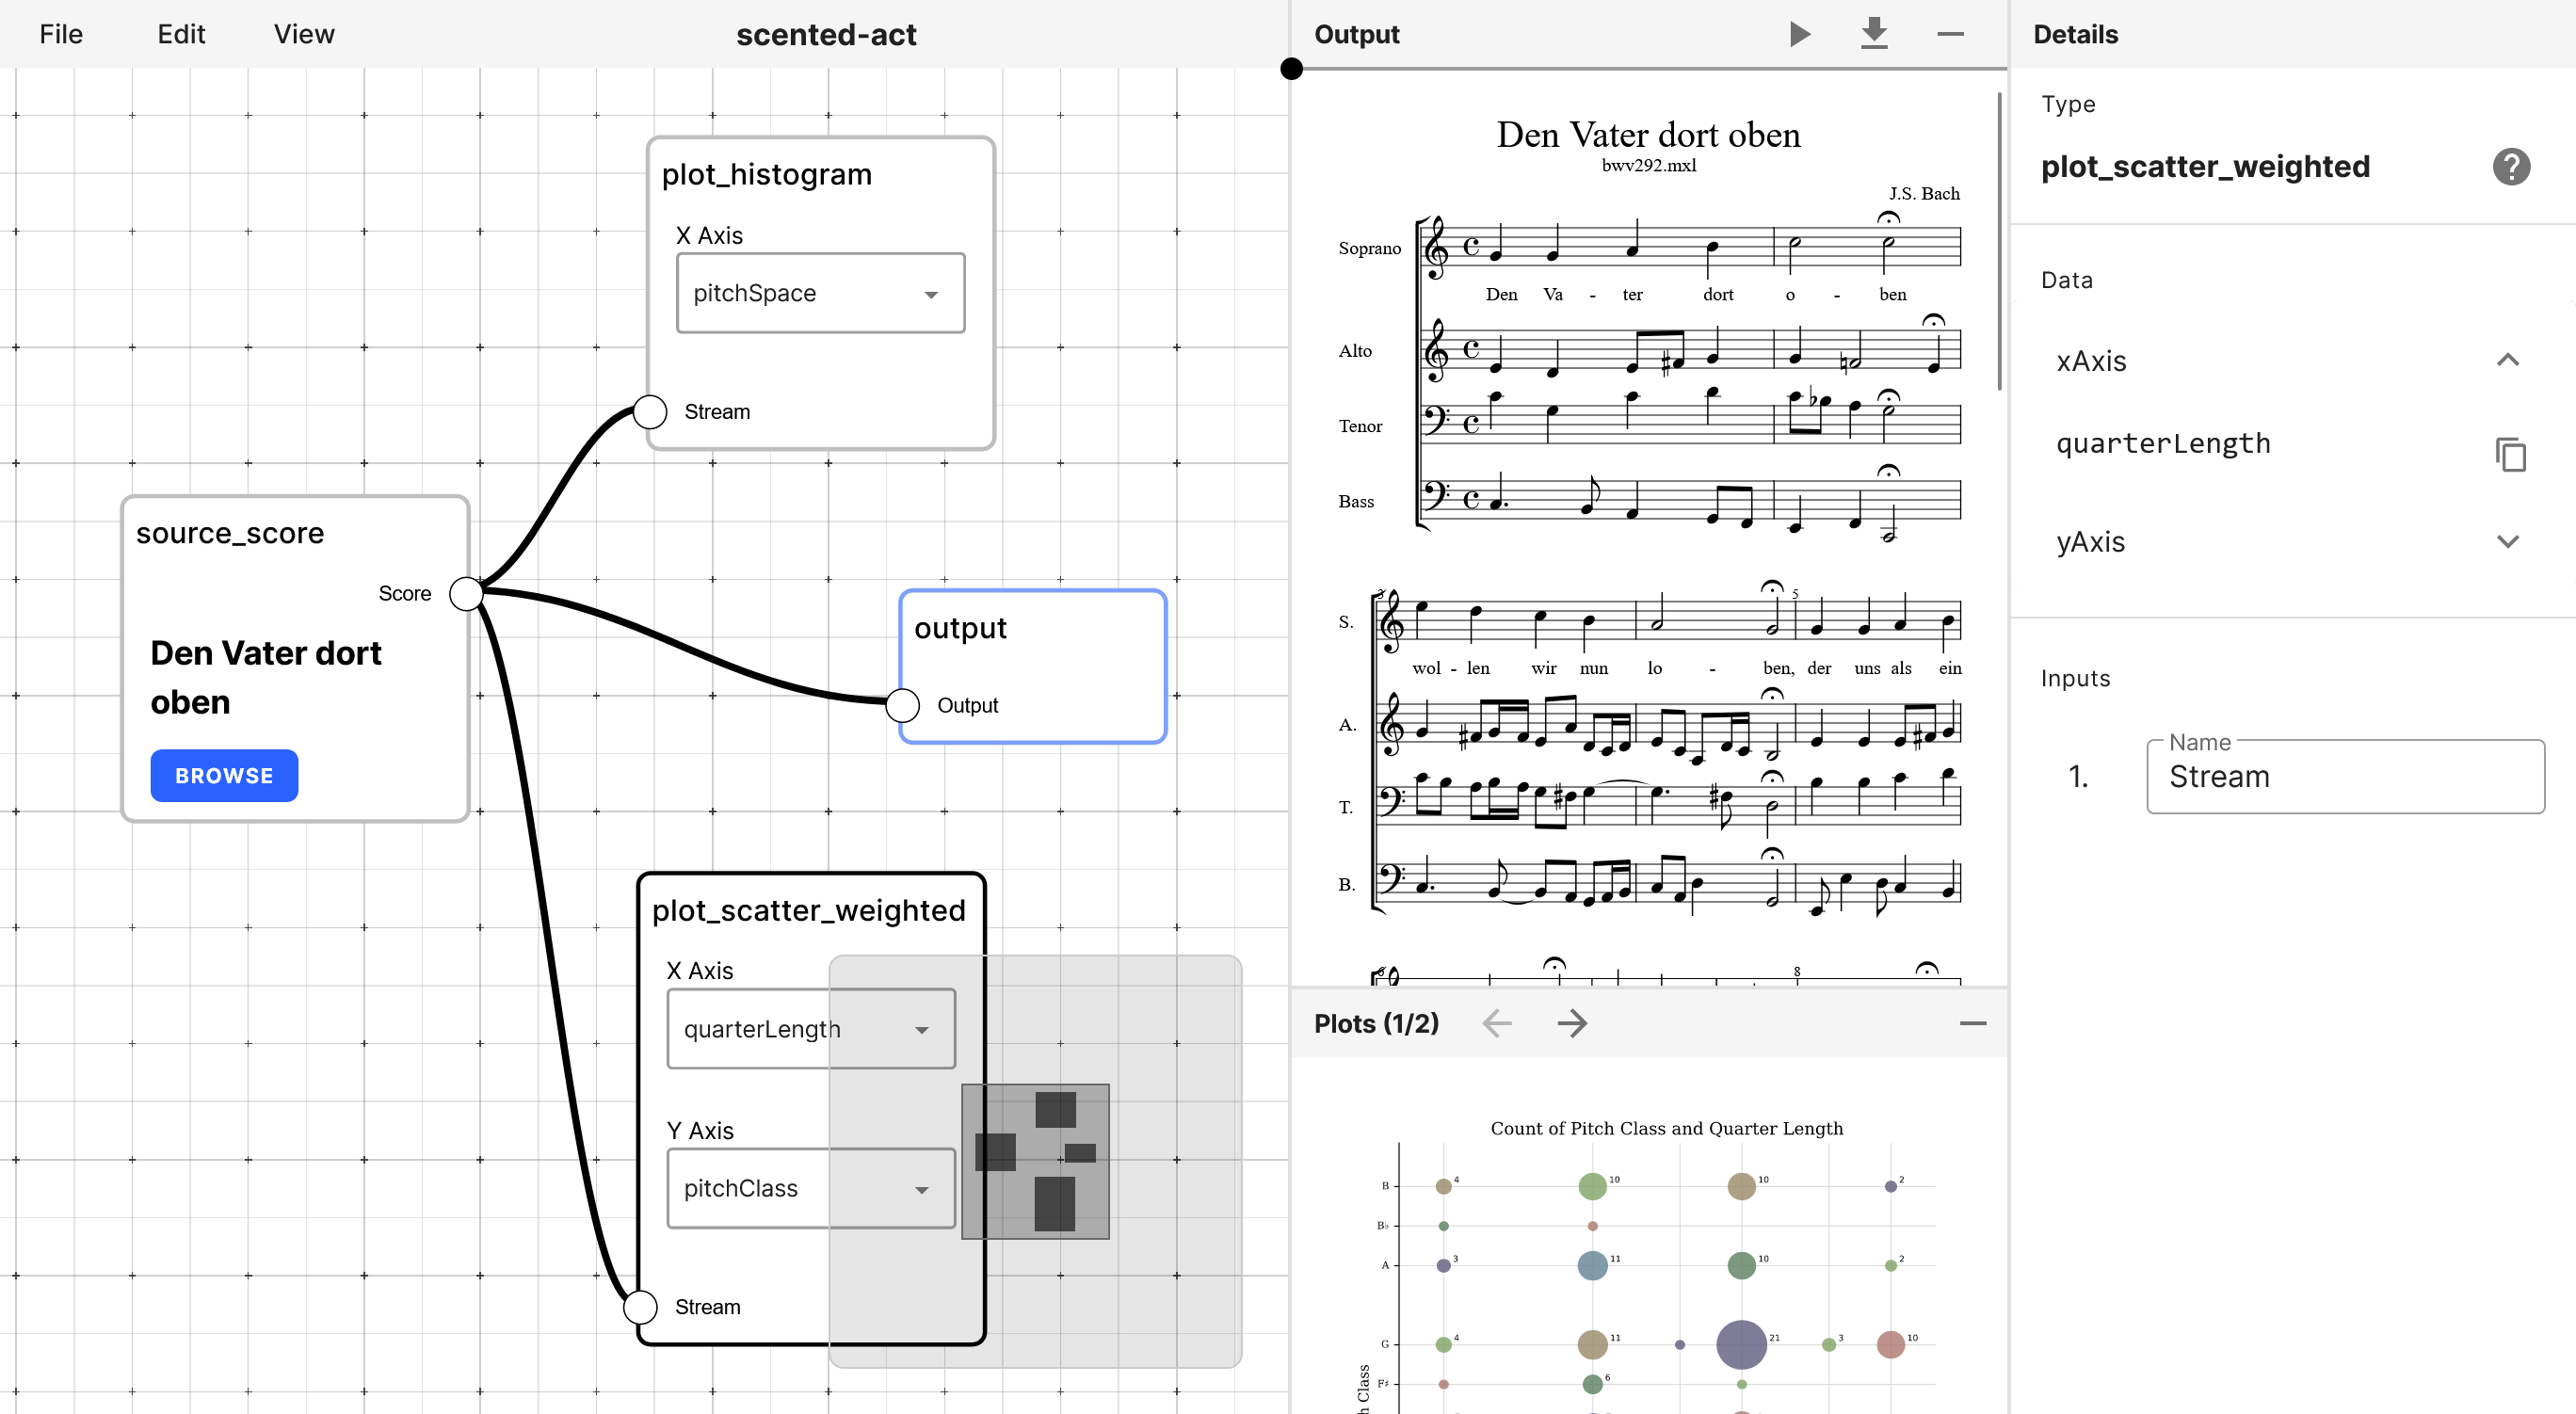 File Edit View scented-act
plot_histogram
X Axis
pitchSpace
Stream
source_score
Score
Den Vater dort
oben
BROWSE
output
Output
plot_scatter_weighted
X Axis
quarterLength
Y Axis
pitchClass
Stream
Output
Den Vater dort oben
bwv292.mxl
J.S. Bach
Soprano
Den Va - ter dort o - ben
Alto
Tenor
Bass
5
S.
wol - len wir nun lo - ben, der uns als ein
A.
T.
B.
8
Plots (1/2)
Count of Pitch Class and Quarter Length
B 4 10 10 2
B♭
A 3 11 10 2
G 4 11 21 3 10
F♯ 6
Class
Details
Type
plot_scatter_weighted
Data
xAxis
quarterLength
yAxis
Inputs
Name
1. Stream